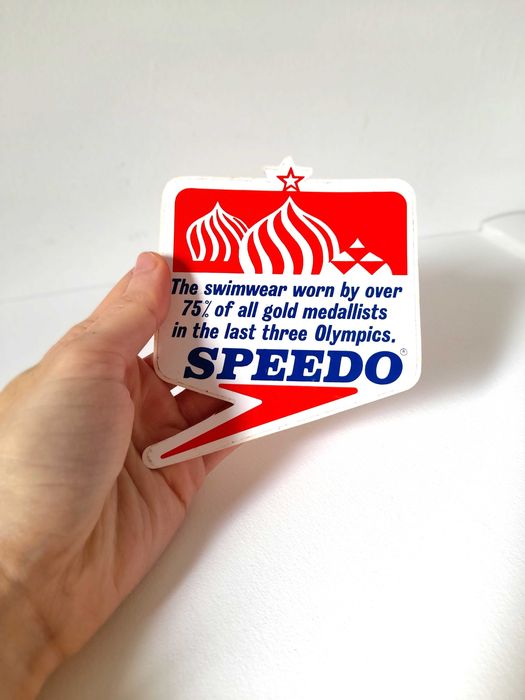 The swimwear worn by over
75% of all gold medallists
in the last three Olympics.
SPEEDO®